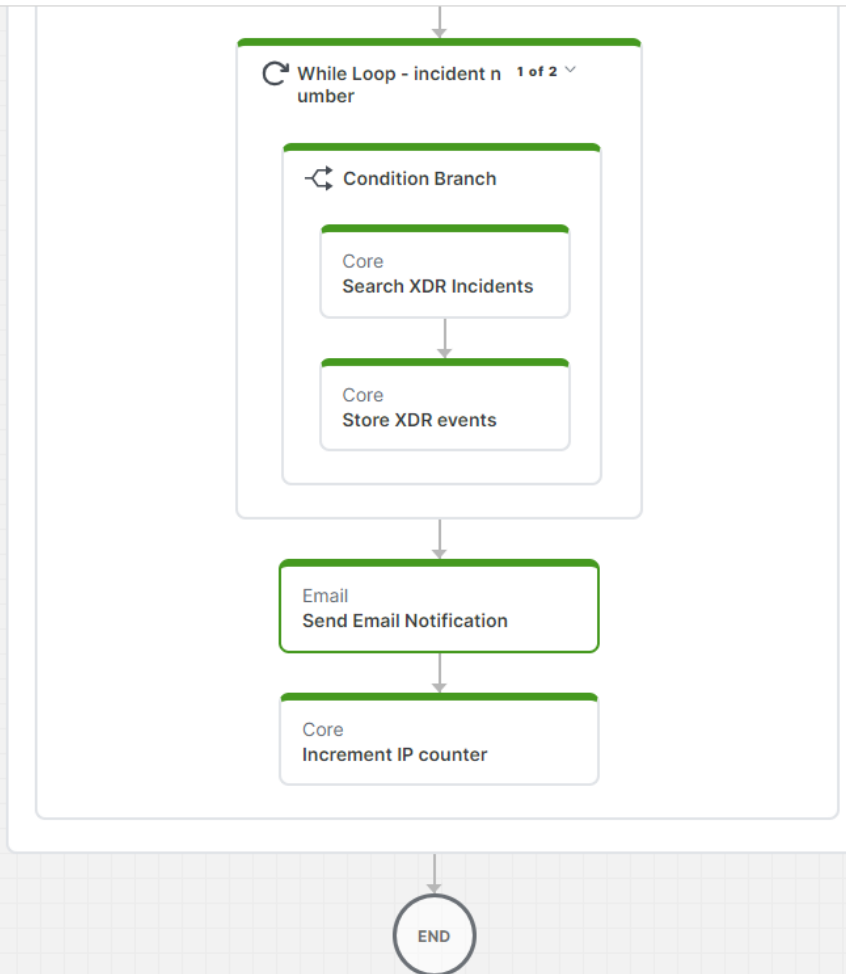 While Loop - incident n 1 of 2
umber
Condition Branch
Core
Search XDR Incidents
Core
Store XDR events
Email
Send Email Notification
Core
Increment IP counter
END